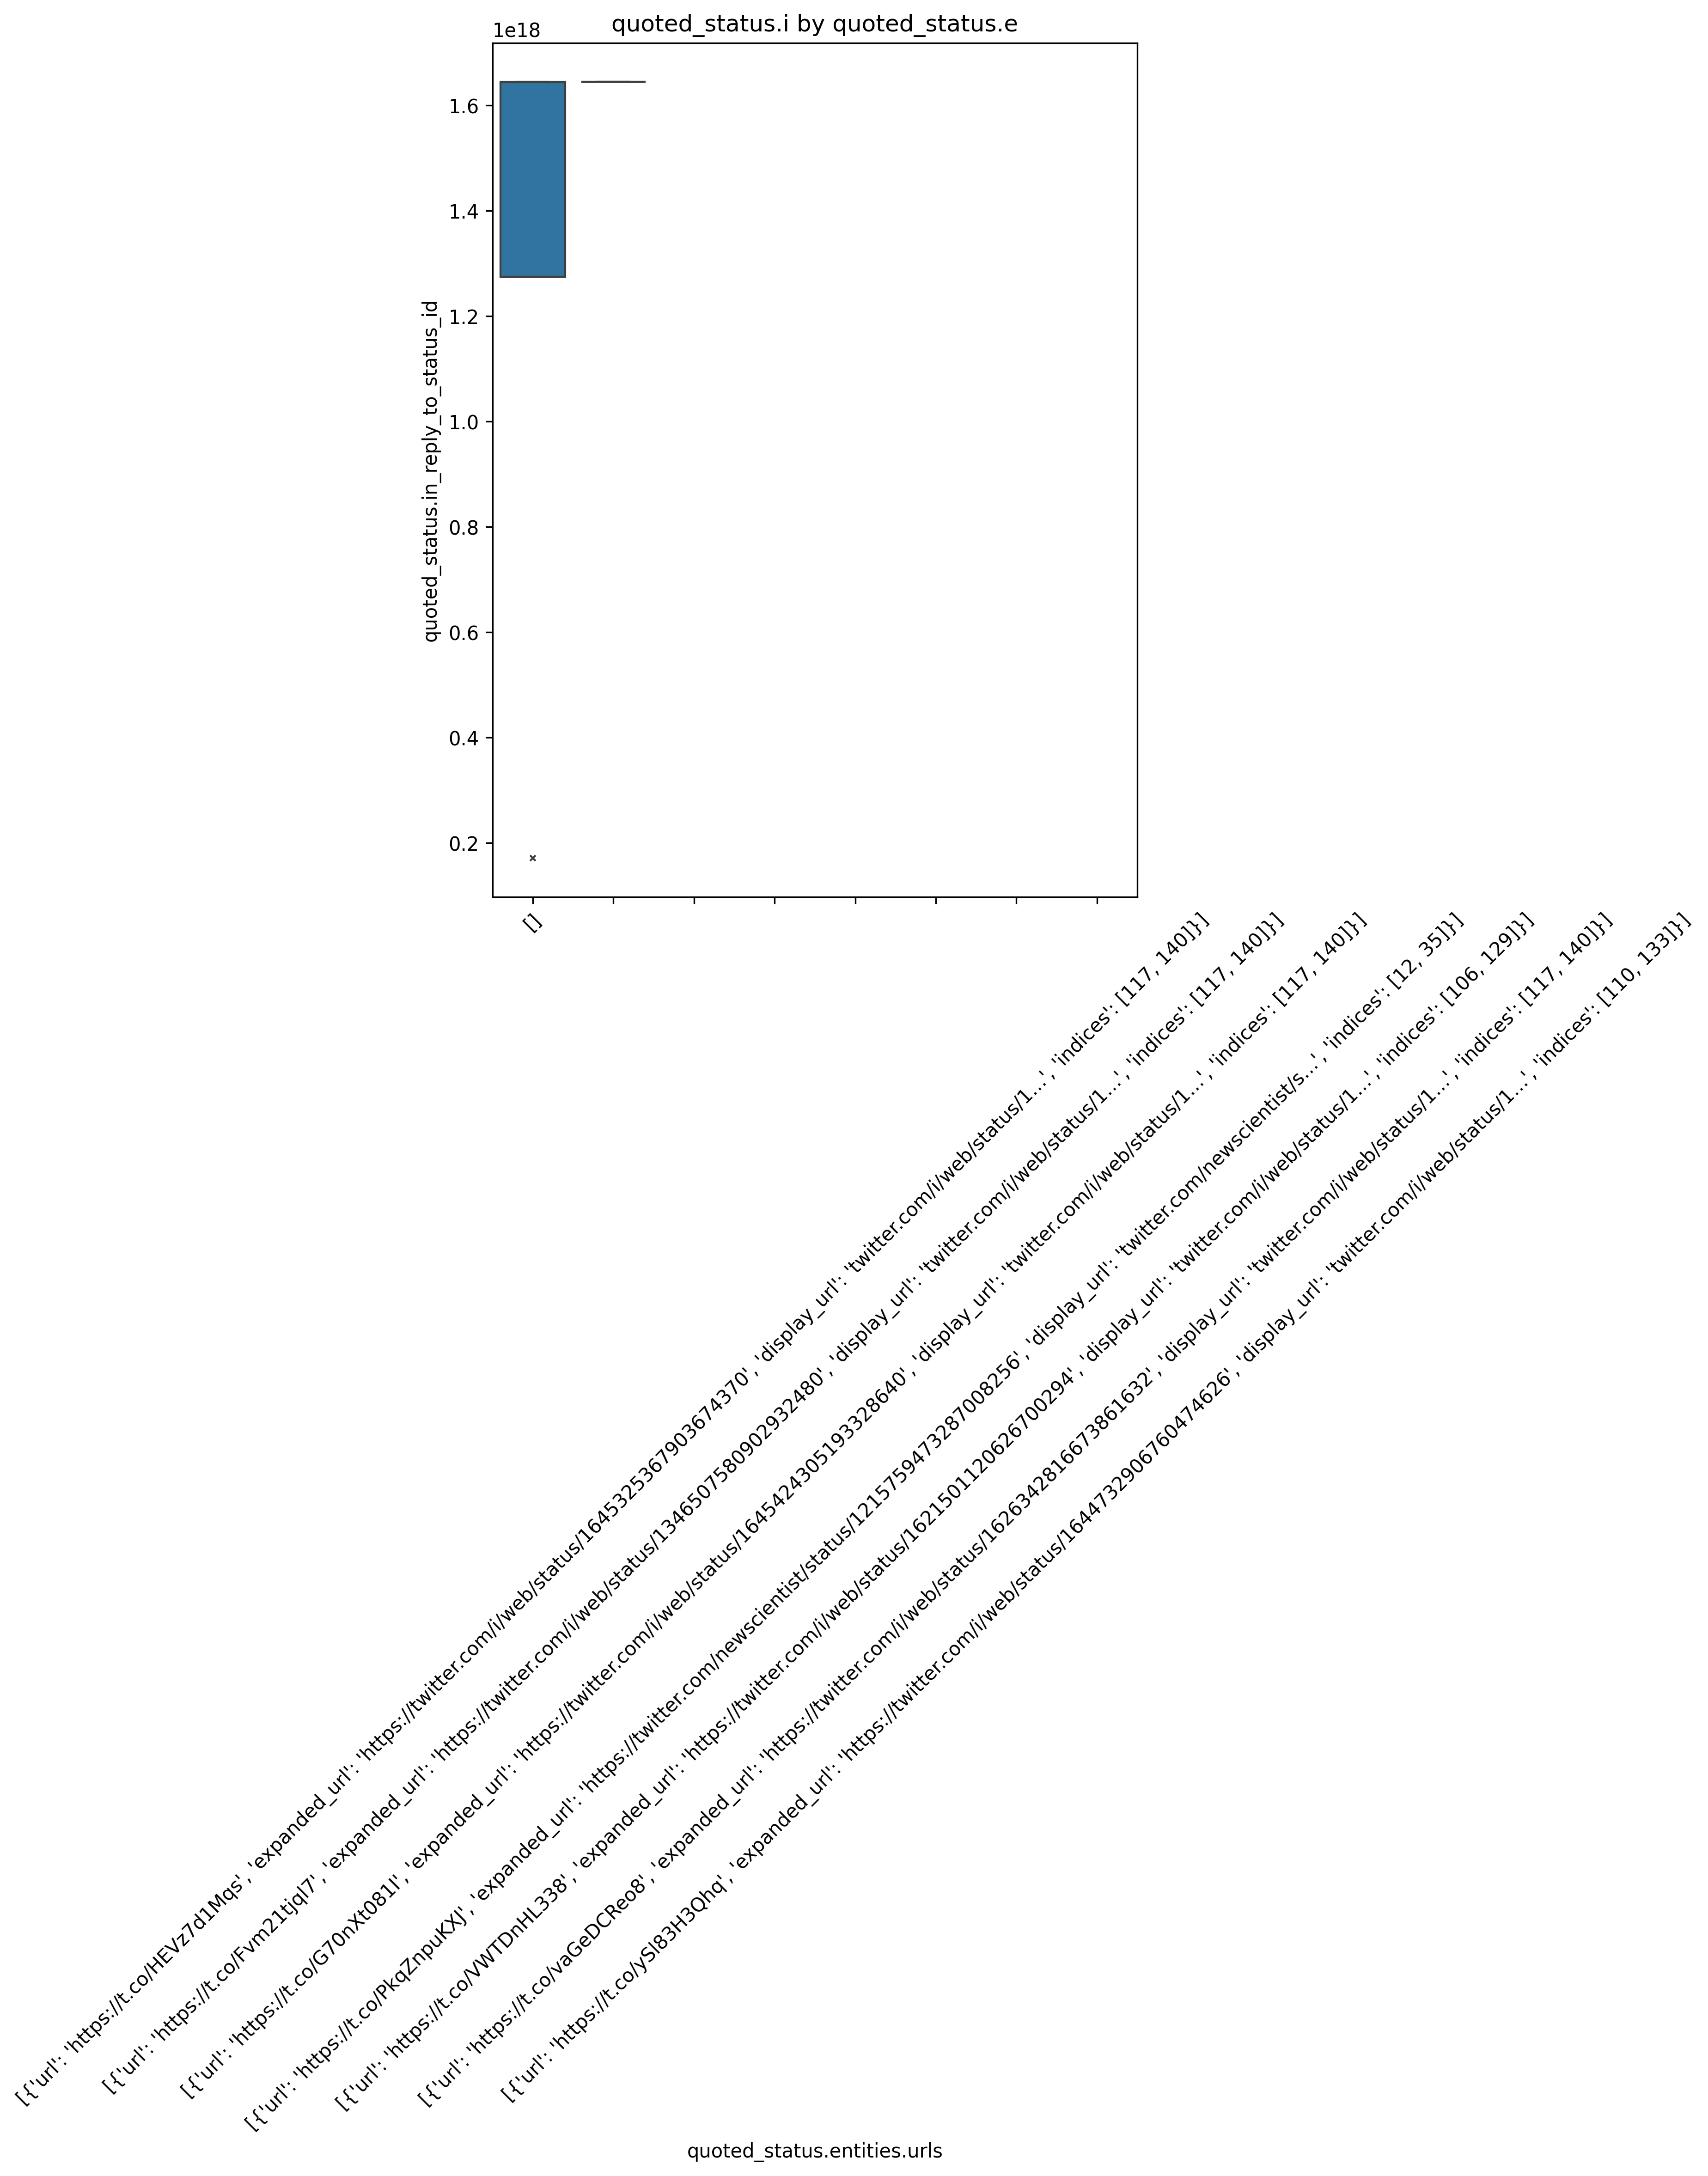 quoted_status.i by quoted_status.e
1e18
1.6
1.4
1.2
1.0
0.8
0.6
0.4
0.2
quoted_status.in_reply_to_status_id
[]
[{'url': 'https://t.co/HEVz7d1Mqs', 'expanded_url': 'https://twitter.com/i/web/status/1645325367903674370', 'display_url': 'twitter.com/i/web/status/1…', 'indices': [117, 140]}]
[{'url': 'https://t.co/Fvm21tjql7', 'expanded_url': 'https://twitter.com/i/web/status/1346507580902932480', 'display_url': 'twitter.com/i/web/status/1…', 'indices': [117, 140]}]
[{'url': 'https://t.co/G70nXt081l', 'expanded_url': 'https://twitter.com/i/web/status/1645424305193328640', 'display_url': 'twitter.com/i/web/status/1…', 'indices': [117, 140]}]
[{'url': 'https://t.co/PkqZnpuKXJ', 'expanded_url': 'https://twitter.com/newscientist/status/1215759473287008256', 'display_url': 'twitter.com/newscientist/s…', 'indices': [12, 35]}]
[{'url': 'https://t.co/VWTDnHL338', 'expanded_url': 'https://twitter.com/i/web/status/1621501120626700294', 'display_url': 'twitter.com/i/web/status/1…', 'indices': [106, 129]}]
[{'url': 'https://t.co/vaGeDCReo8', 'expanded_url': 'https://twitter.com/i/web/status/1626342816673861632', 'display_url': 'twitter.com/i/web/status/1…', 'indices': [117, 140]}]
[{'url': 'https://t.co/ySl83H3Qhq', 'expanded_url': 'https://twitter.com/i/web/status/1644732906760474626', 'display_url': 'twitter.com/i/web/status/1…', 'indices': [110, 133]}]
quoted_status.entities.urls